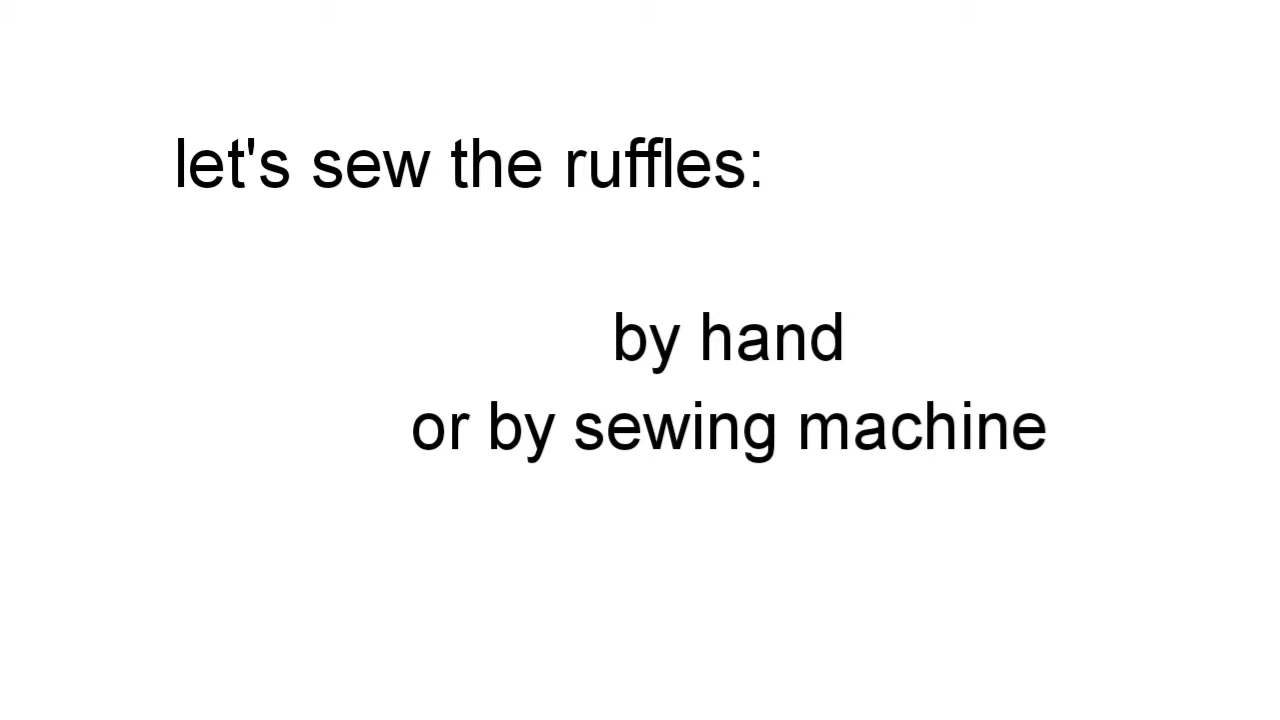 let's sew the ruffles:
by hand
or by sewing machine